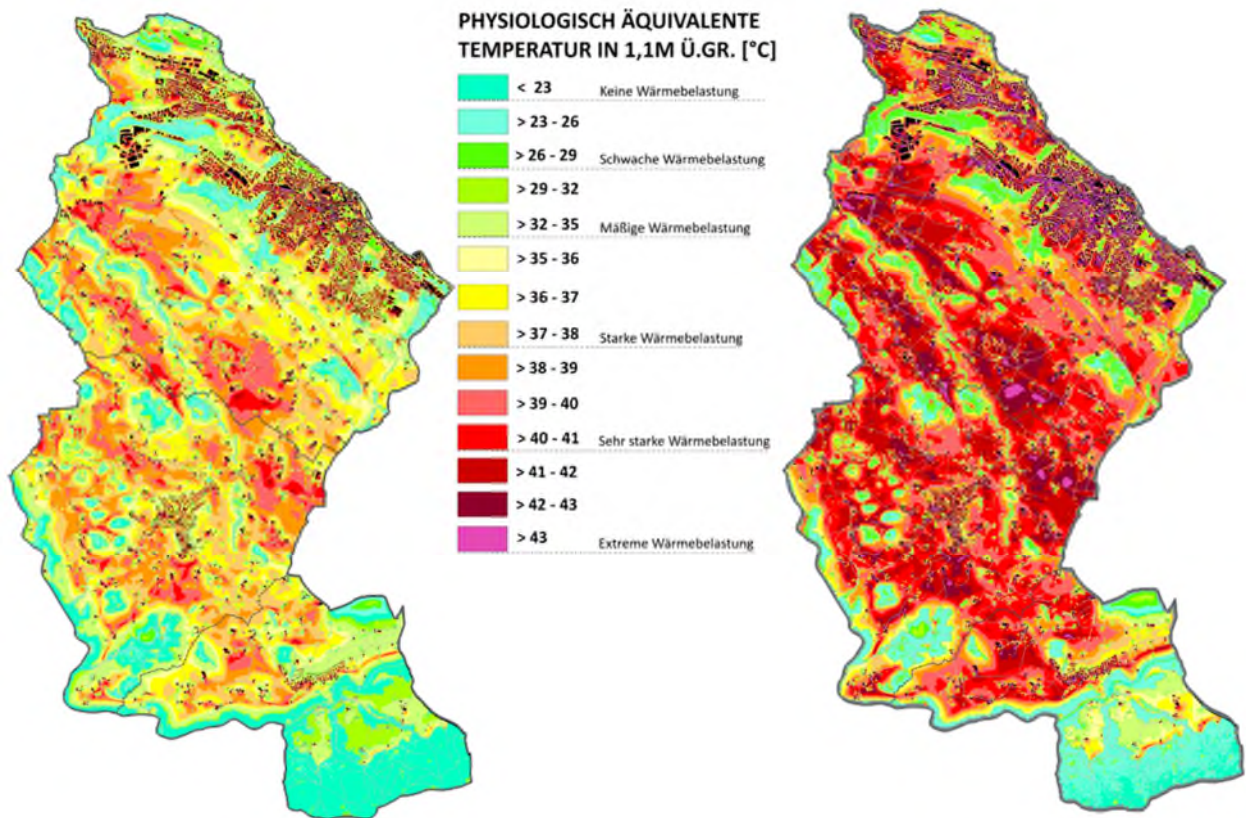 PHYSIOLOGISCH ÄQUIVALENTE
TEMPERATUR IN 1,1M Ü.GR. [°C]
< 23 Keine Wärmebelastung
> 23 - 26
> 26 - 29 Schwache Wärmebelastung
> 29 - 32
> 32 - 35 Mäßige Wärmebelastung
> 35 - 36
> 36 - 37
> 37 - 38 Starke Wärmebelastung
> 38 - 39
> 39 - 40
> 40 - 41 Sehr starke Wärmebelastung
> 41 - 42
> 42 - 43
> 43 Extreme Wärmebelastung